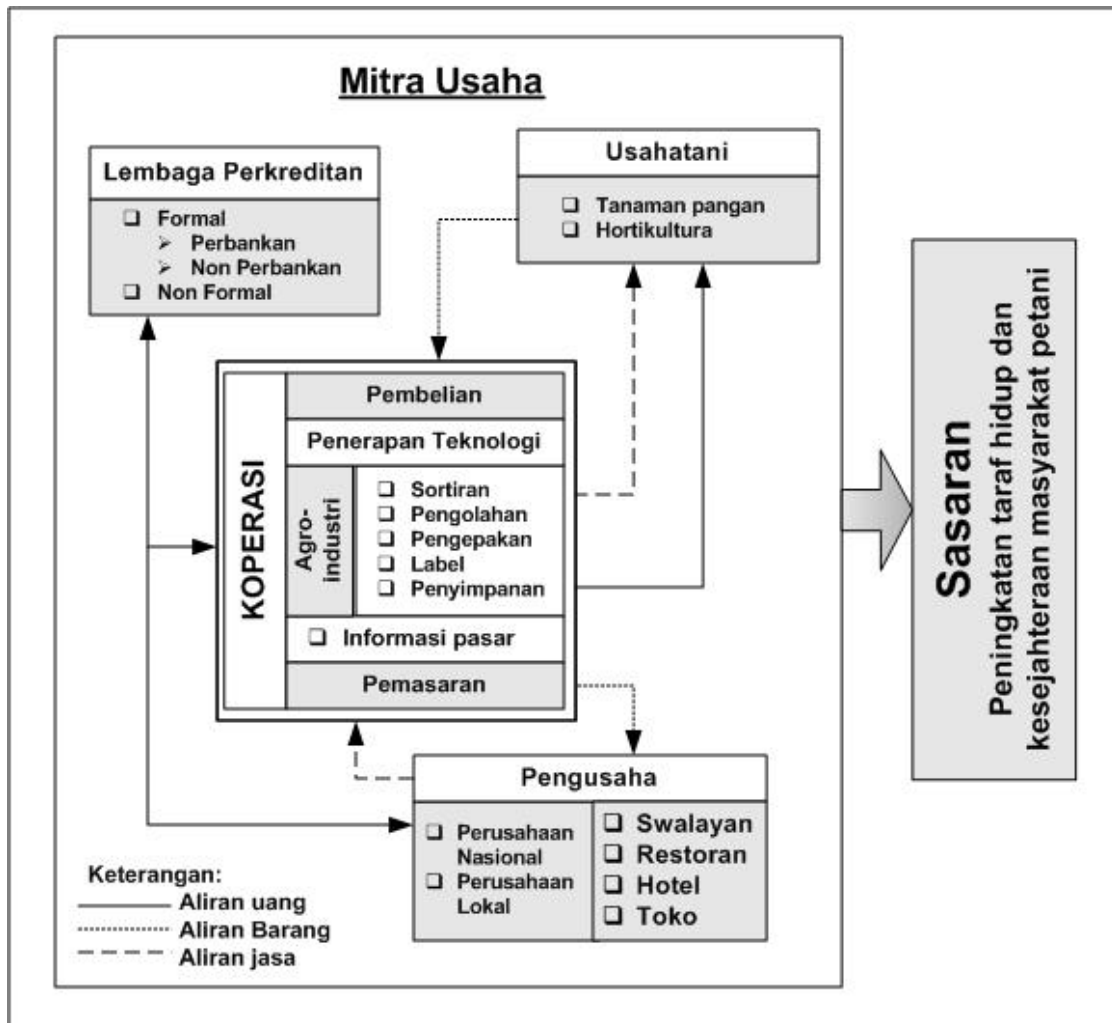 Mitra Usaha
Lembaga Perkreditan
❑ Formal
➢ Perbankan
➢ Non Perbankan
❑ Non Formal
Usahatani
❑ Tanaman pangan
❑ Hortikultura
KOPERASI
Pembelian
Penerapan Teknologi
Agro-
industri
❑ Sortiran
❑ Pengolahan
❑ Pengepakan
❑ Label
❑ Penyimpanan
❑ Informasi pasar
Pemasaran
Pengusaha
❑ Perusahaan
Nasional
❑ Perusahaan
Lokal
❑ Swalayan
❑ Restoran
❑ Hotel
❑ Toko
Keterangan:
Aliran uang
Aliran Barang
Aliran jasa
Sasaran
Peningkatan taraf hidup dan
kesejahteraan masyarakat petani